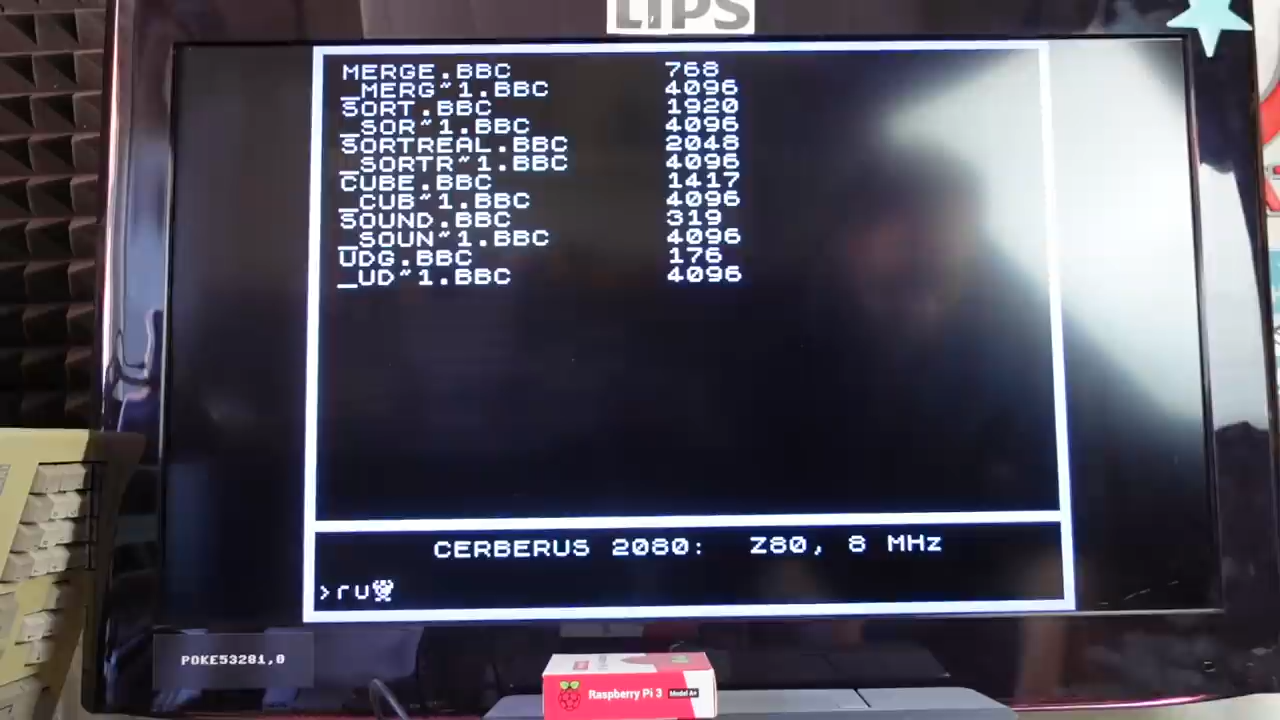 LIPS
MERGE.BBC 768
_MERG~1.BBC 4096
SORT.BBC 1920
_SOR~1.BBC 4096
SORTREAL.BBC 2048
_SORTR~1.BBC 4096
CUBE.BBC 1417
_CUB~1.BBC 4096
SOUND.BBC 319
_SOUN~1.BBC 4096
UDG.BBC 176
_UD~1.BBC 4096
CERBERUS 2080: Z80, 8 MHz
>ru
POKE53281,0
Raspberry Pi 3 Model A+